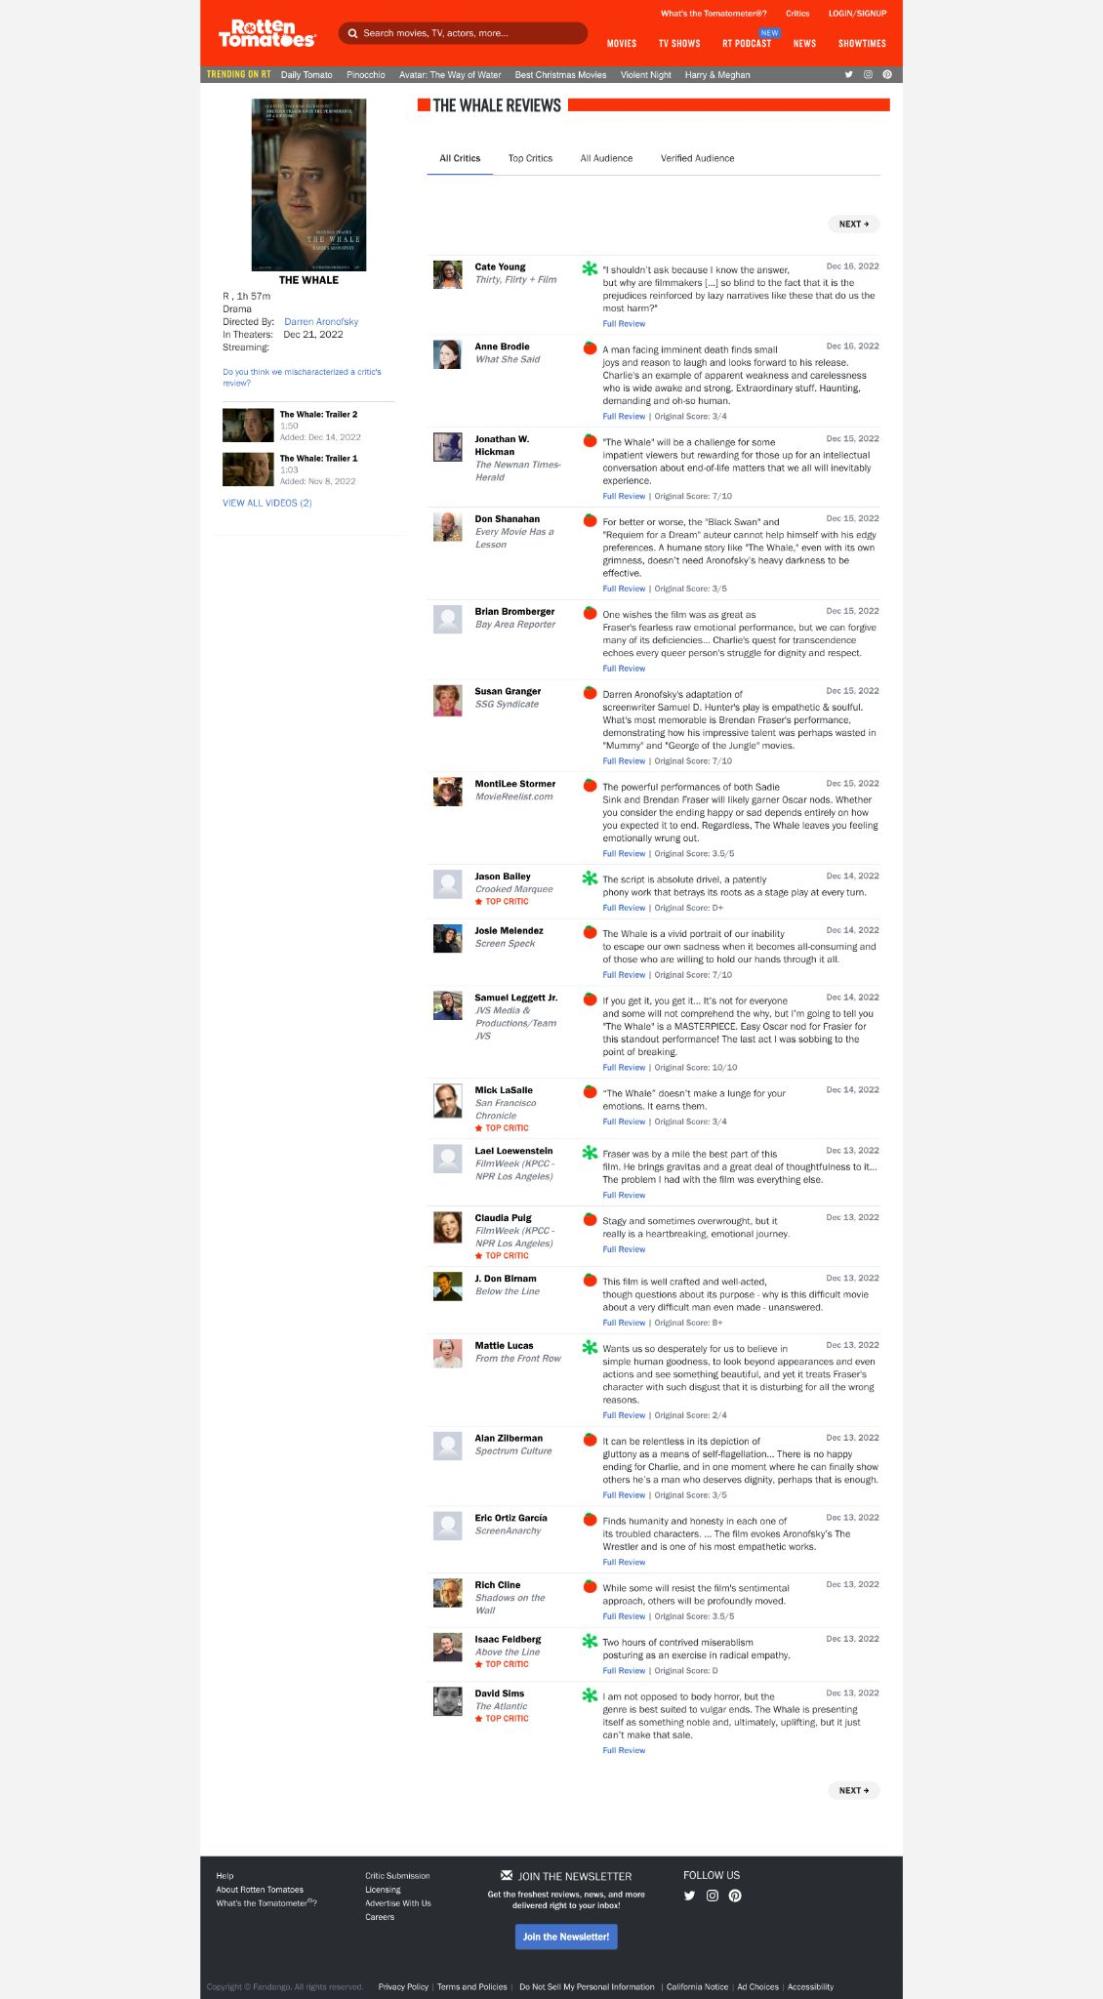 What's the Tomatometer®? Critics LOGIN/SIGNUP
Rotten Tomatoes
Search movies, TV, actors, more...
NEW
MOVIES TV SHOWS RT PODCAST NEWS SHOWTIMES
TRENDING ON RT Daily Tomato Pinocchio Avatar: The Way of Water Best Christmas Movies Violent Night Harry & Meghan
THE WHALE
THE WHALE
R , 1h 57m
Drama
Directed By: Darren Aronofsky
In Theaters: Dec 21, 2022
Streaming:
Do you think we mischaracterized a critic's
review?
The Whale: Trailer 2
1:50
Added: Dec 14, 2022
The Whale: Trailer 1
1:03
Added: Nov 8, 2022
VIEW ALL VIDEOS (2)
THE WHALE REVIEWS
All Critics Top Critics All Audience Verified Audience
NEXT
Cate Young
Thirty, Flirty + Film
Dec 16, 2022
"I shouldn't ask because I know the answer,
but why are filmmakers [...] so blind to the fact that it is the
prejudices reinforced by lazy narratives like these that do us the
most harm?"
Full Review
Anne Brodie
What She Said
Dec 16, 2022
A man facing imminent death finds small
joys and reason to laugh and looks forward to his release.
Charlie's an example of apparent weakness and carelessness
who is wide awake and strong. Extraordinary stuff. Haunting,
demanding and oh-so human.
Full Review | Original Score: 3/4
Jonathan W.
Hickman
The Newnan Times-
Herald
Dec 15, 2022
"The Whale" will be a challenge for some
impatient viewers but rewarding for those up for an intellectual
conversation about end-of-life matters that we all will inevitably
experience.
Full Review | Original Score: 7/10
Don Shanahan
Every Movie Has a
Lesson
Dec 15, 2022
For better or worse, the "Black Swan" and
"Requiem for a Dream" auteur cannot help himself with his edgy
preferences. A humane story like "The Whale," even with its own
grimness, doesn't need Aronofsky's heavy darkness to be
effective.
Full Review | Original Score: 3/5
Brian Bromberger
Bay Area Reporter
Dec 15, 2022
One wishes the film was as great as
Fraser's fearless raw emotional performance, but we can forgive
many of its deficiencies... Charlie's quest for transcendence
echoes every queer person's struggle for dignity and respect.
Full Review
Susan Granger
SSG Syndicate
Dec 15, 2022
Darren Aronofsky's adaptation of
screenwriter Samuel D. Hunter's play is empathetic & soulful.
What's most memorable is Brendan Fraser's performance,
demonstrating how his impressive talent was perhaps wasted in
"Mummy" and "George of the Jungle" movies.
Full Review | Original Score: 7/10
MontiLee Stormer
MovieReelist.com
Dec 15, 2022
The powerful performances of both Sadie
Sink and Brendan Fraser will likely garner Oscar nods. Whether
you consider the ending happy or sad depends entirely on how
you expected it to end. Regardless, The Whale leaves you feeling
emotionally wrung out.
Full Review | Original Score: 3.5/5
Jason Bailey
Crooked Marquee
TOP CRITIC
Dec 14, 2022
The script is absolute drivel, a patently
phony work that betrays its roots as a stage play at every turn.
Full Review | Original Score: D+
Josie Melendez
Screen Speck
Dec 14, 2022
The Whale is a vivid portrait of our inability
to escape our own sadness when it becomes all-consuming and
of those who are willing to hold our hands through it all.
Full Review | Original Score: 7/10
Samuel Leggett Jr.
JVS Media &
Productions/Team
JVS
Dec 14, 2022
If you get it, you get it... It's not for everyone
and some will not comprehend the why, but I'm going to tell you
"The Whale" is a MASTERPIECE. Easy Oscar nod for Frasier for
this standout performance! The last act I was sobbing to the
point of breaking.
Full Review | Original Score: 10/10
Mick LaSalle
San Francisco
Chronicle
TOP CRITIC
Dec 14, 2022
"The Whale" doesn't make a lunge for your
emotions. It earns them.
Full Review | Original Score: 3/4
Lael Loewenstein
FilmWeek (KPCC -
NPR Los Angeles)
Dec 13, 2022
Fraser was by a mile the best part of this
film. He brings gravitas and a great deal of thoughtfulness to it...
The problem I had with the film was everything else.
Full Review
Claudia Puig
FilmWeek (KPCC -
NPR Los Angeles)
TOP CRITIC
Dec 13, 2022
Stagy and sometimes overwrought, but it
really is a heartbreaking, emotional journey.
Full Review
J. Don Birnam
Below the Line
Dec 13, 2022
This film is well crafted and well-acted,
though questions about its purpose - why is this difficult movie
about a very difficult man even made - unanswered.
Full Review | Original Score: B+
Mattie Lucas
From the Front Row
Dec 13, 2022
Wants us so desperately for us to believe in
simple human goodness, to look beyond appearances and even
actions and see something beautiful, and yet it treats Fraser's
character with such disgust that it is disturbing for all the wrong
reasons.
Full Review | Original Score: 2/4
Alan Zilberman
Spectrum Culture
Dec 13, 2022
It can be relentless in its depiction of
gluttony as a means of self-flagellation... There is no happy
ending for Charlie, and in one moment where he can finally show
others he's a man who deserves dignity, perhaps that is enough.
Full Review | Original Score: 3/5
Eric Ortiz García
ScreenAnarchy
Dec 13, 2022
Finds humanity and honesty in each one of
its troubled characters. ... The film evokes Aronofsky's The
Wrestler and is one of his most empathetic works.
Full Review
Rich Cline
Shadows on the
Wall
Dec 13, 2022
While some will resist the film's sentimental
approach, others will be profoundly moved.
Full Review | Original Score: 3.5/5
Isaac Feldberg
Above the Line
TOP CRITIC
Dec 13, 2022
Two hours of contrived miserablism
posturing as an exercise in radical empathy.
Full Review | Original Score: D
David Sims
The Atlantic
TOP CRITIC
Dec 13, 2022
I am not opposed to body horror, but the
genre is best suited to vulgar ends. The Whale is presenting
itself as something noble and, ultimately, uplifting, but it just
can't make that sale.
Full Review
NEXT
Help
About Rotten Tomatoes
What's the Tomatometer®?
Critic Submission
Licensing
Advertise With Us
Careers
JOIN THE NEWSLETTER
Get the freshest reviews, news, and more
delivered right to your inbox!
Join the Newsletter!
FOLLOW US
Copyright © Fandango. All rights reserved. Privacy Policy | Terms and Policies | Do Not Sell My Personal Information | California Notice | Ad Choices | Accessibility